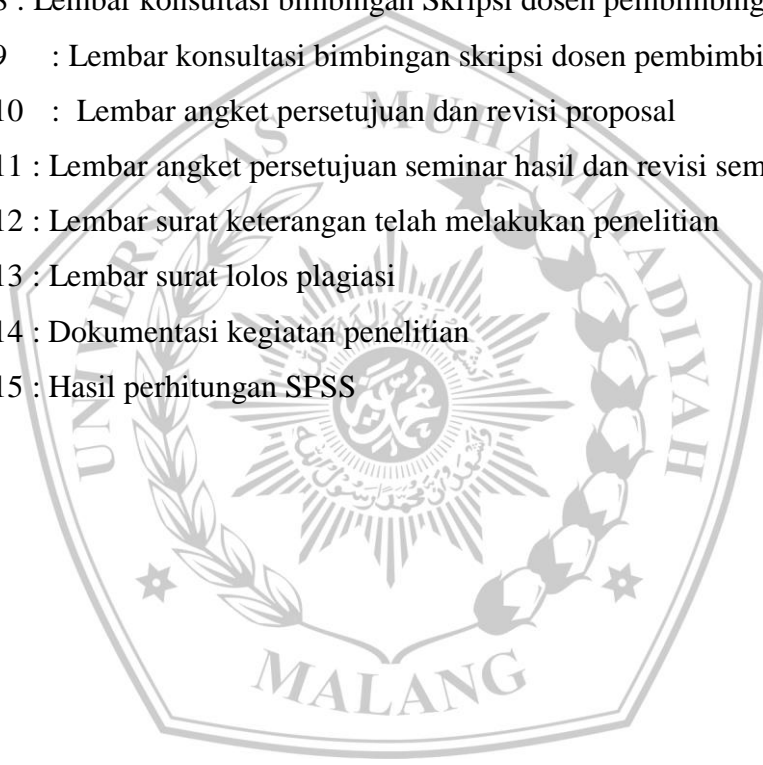 8 : Lembar konsultasi bimbingan Skripsi dosen pembimbing
9 : Lembar konsultasi bimbingan skripsi dosen pembimbi
10 : Lembar angket persetujuan dan revisi proposal
11 : Lembar angket persetujuan seminar hasil dan revisi sem
12 : Lembar surat keterangan telah melakukan penelitian
13 : Lembar surat lolos plagiasi
14 : Dokumentasi kegiatan penelitian
15 : Hasil perhitungan SPSS
UNIVERSITAS MUHAMMADIYAH
MALANG